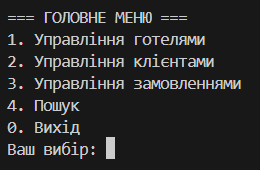 === ГОЛОВНЕ МЕНЮ ===
1. Управління готелями
2. Управління клієнтами
3. Управління замовленнями
4. Пошук
0. Вихід
Ваш вибір: